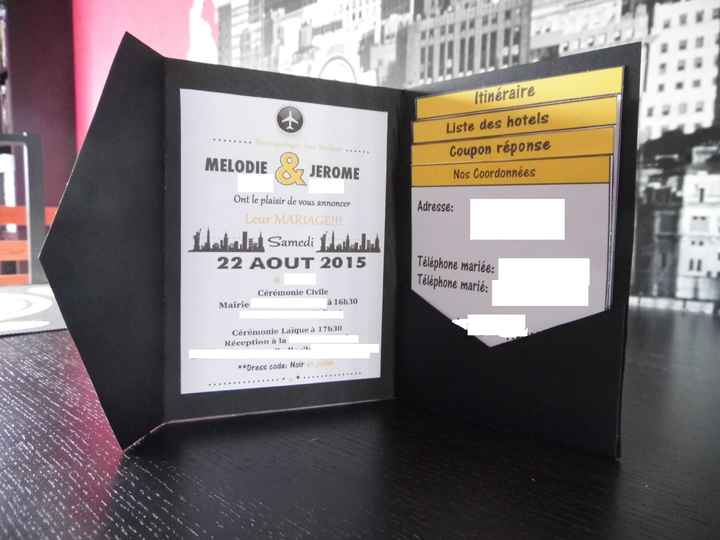 MELODIE & JEROME
Ont le plaisir de vous annoncer
Leur MARIAGE!!!
Samedi
22 AOUT 2015
Cérémonie Civile
Mairie à 16h30
Cérémonie Laïque à 17h30
Réception à la
**Dress code: Noir et jaune
Itinéraire
Liste des hotels
Coupon réponse
Nos Coordonnées
Adresse:
Téléphone mariée:
Téléphone marié: